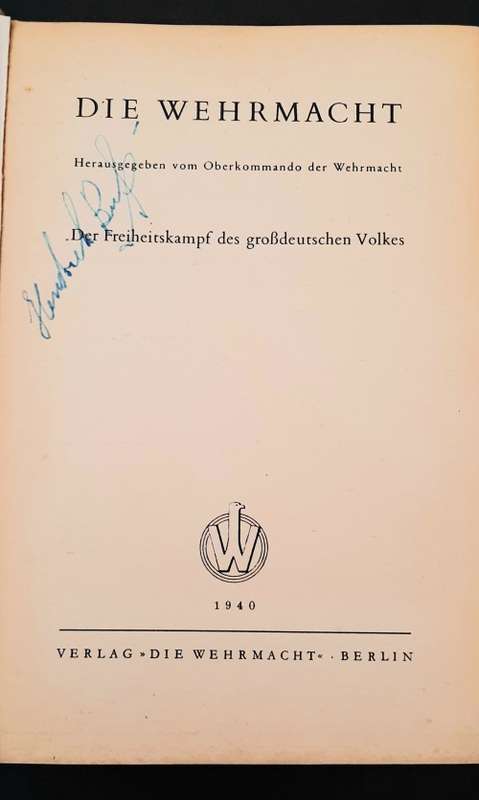 DIE WEHRMACHT
Herausgegeben vom Oberkommando der Wehrmacht
Der Freiheitskampf des großdeutschen Volkes
W
1940
VERLAG »DIE WEHRMACHT« · BERLIN